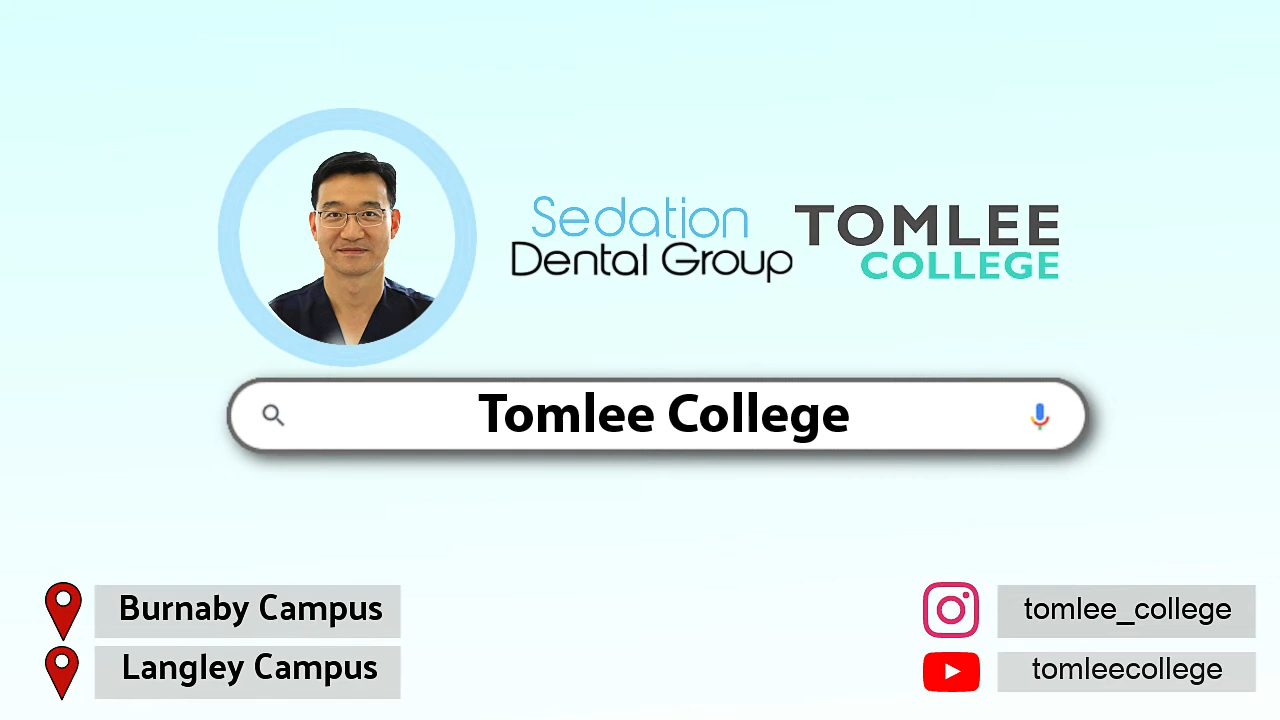 Sedation
Dental Group
TOMLEE
COLLEGE
Tomlee College
Burnaby Campus
Langley Campus
tomlee_college
tomleecollege